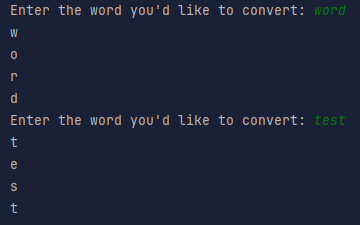 Enter the word you'd like to convert: word
w
o
r
d
Enter the word you'd like to convert: test
t
e
s
t